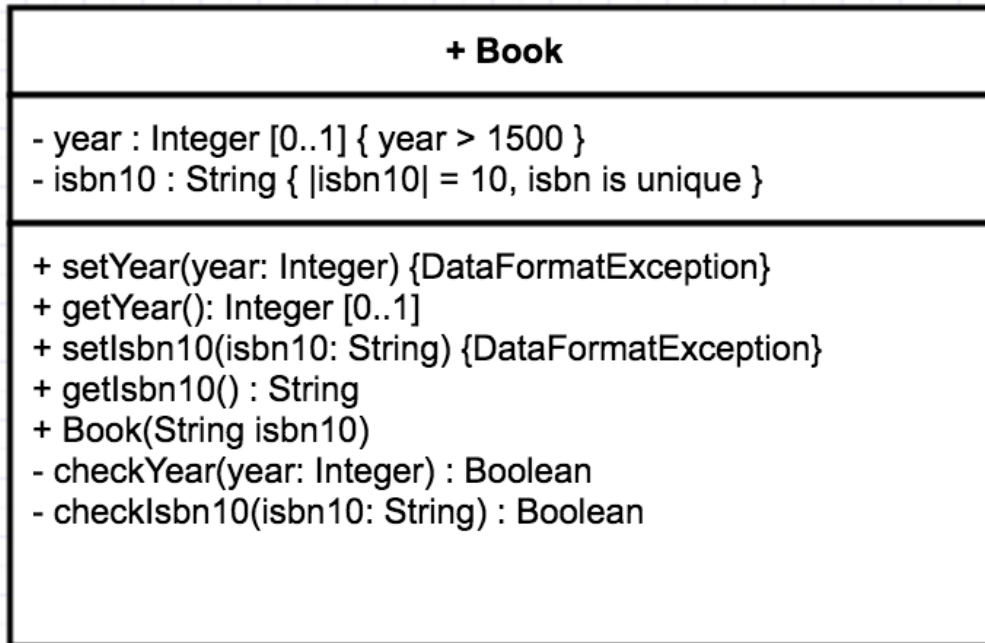 + Book
- year : Integer [0..1] { year > 1500 }
- isbn10 : String { |isbn10| = 10, isbn is unique }
+ setYear(year: Integer) {DataFormatException}
+ getYear(): Integer [0..1]
+ setIsbn10(isbn10: String) {DataFormatException}
+ getIsbn10() : String
+ Book(String isbn10)
- checkYear(year: Integer) : Boolean
- checkIsbn10(isbn10: String) : Boolean